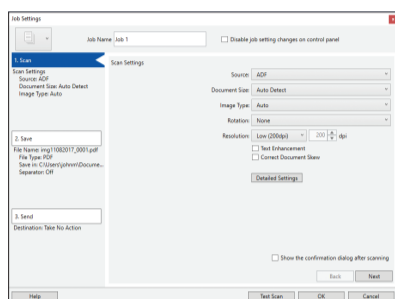 Job Settings
Job Name Job 1
Disable job setting changes on control panel
1. Scan
Scan Settings
Source: ADF
Document Size: Auto Detect
Image Type: Auto
2. Save
File Name: img11082017_0001.pdf
File Type: PDF
Save in: C:\Users\johnm\Docume...
Separator: Off
3. Send
Destination: Take No Action
Scan Settings
Source: ADF
Document Size: Auto Detect
Image Type: Auto
Rotation: None
Resolution: Low (200dpi) 200 dpi
Text Enhancement
Correct Document Skew
Detailed Settings
Show the confirmation dialog after scanning
Back Next
Help Test Scan OK Cancel